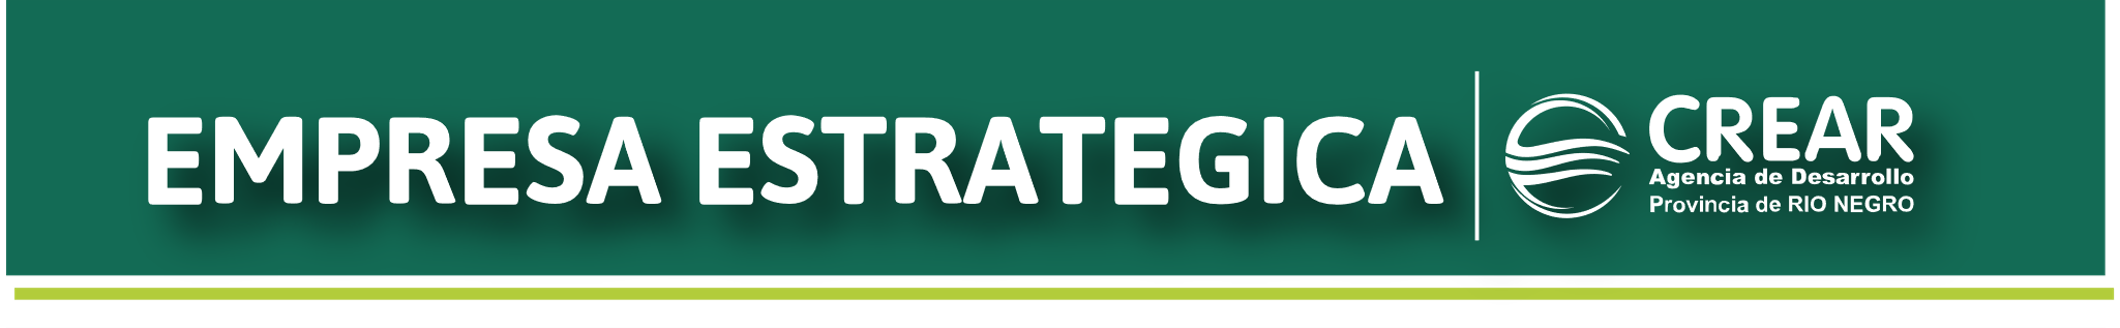 EMPRESA ESTRATEGICA
CREAR
Agencia de Desarrollo
Provincia de RIO NEGRO